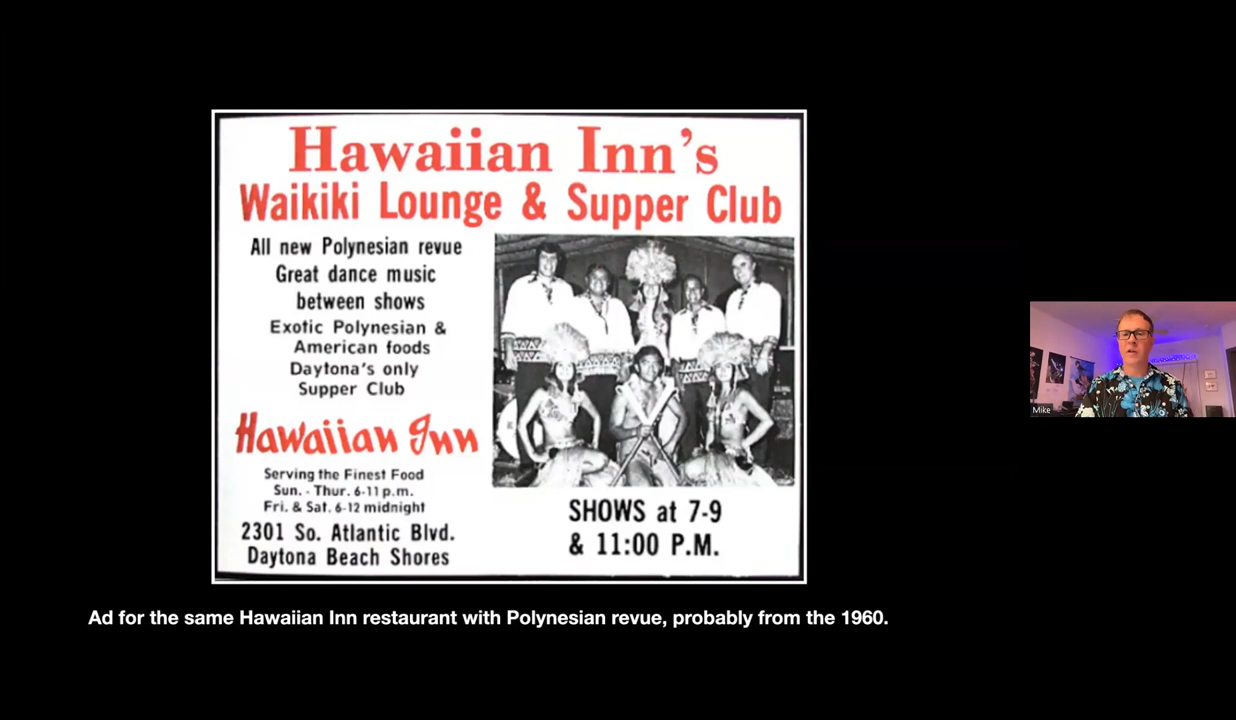 Hawaiian Inn's
Waikiki Lounge & Supper Club
All new Polynesian revue
Great dance music
between shows
Exotic Polynesian &
American foods
Daytona's only
Supper Club
Hawaiian Inn
Serving the Finest Food
Sun. - Thur. 6-11 p.m.
Fri. & Sat. 6-12 midnight
2301 So. Atlantic Blvd.
Daytona Beach Shores
SHOWS at 7-9
& 11:00 P.M.
Ad for the same Hawaiian Inn restaurant with Polynesian revue, probably from the 1960.
Mike